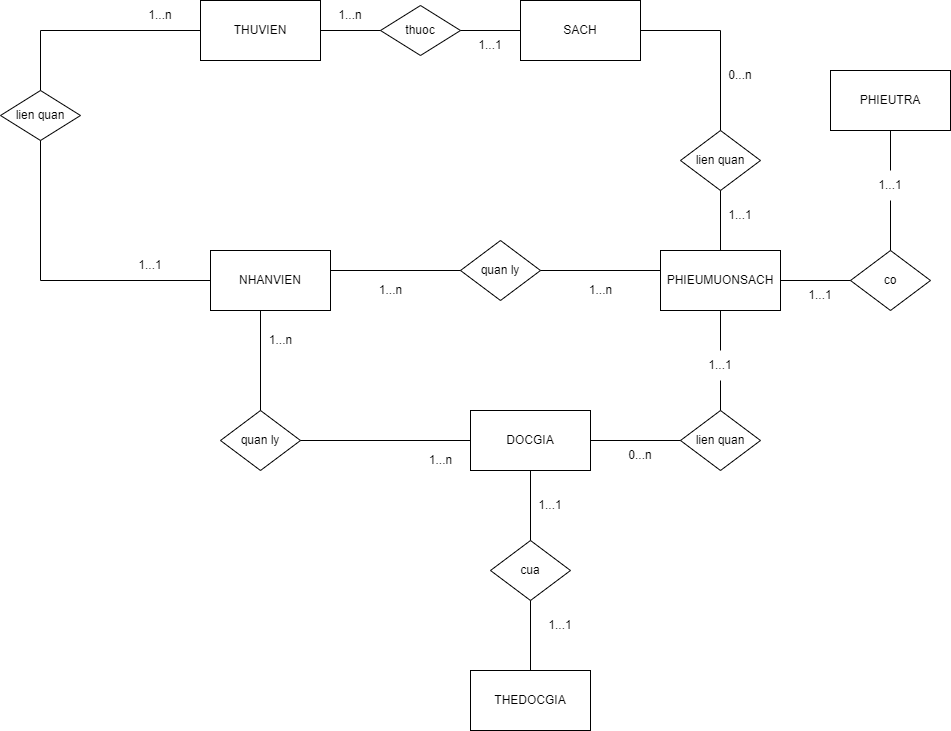 1...n
THUVIEN
1...n
thuoc
1...1
SACH
0...n
PHIEUTRA
lien quan
lien quan
1...1
1...1
1...1
NHANVIEN
1...n
quan ly
1...n
PHIEUMUONSACH
1...1
co
1...n
1...1
quan ly
1...n
DOCGIA
0...n
lien quan
1...1
cua
1...1
THEDOCGIA